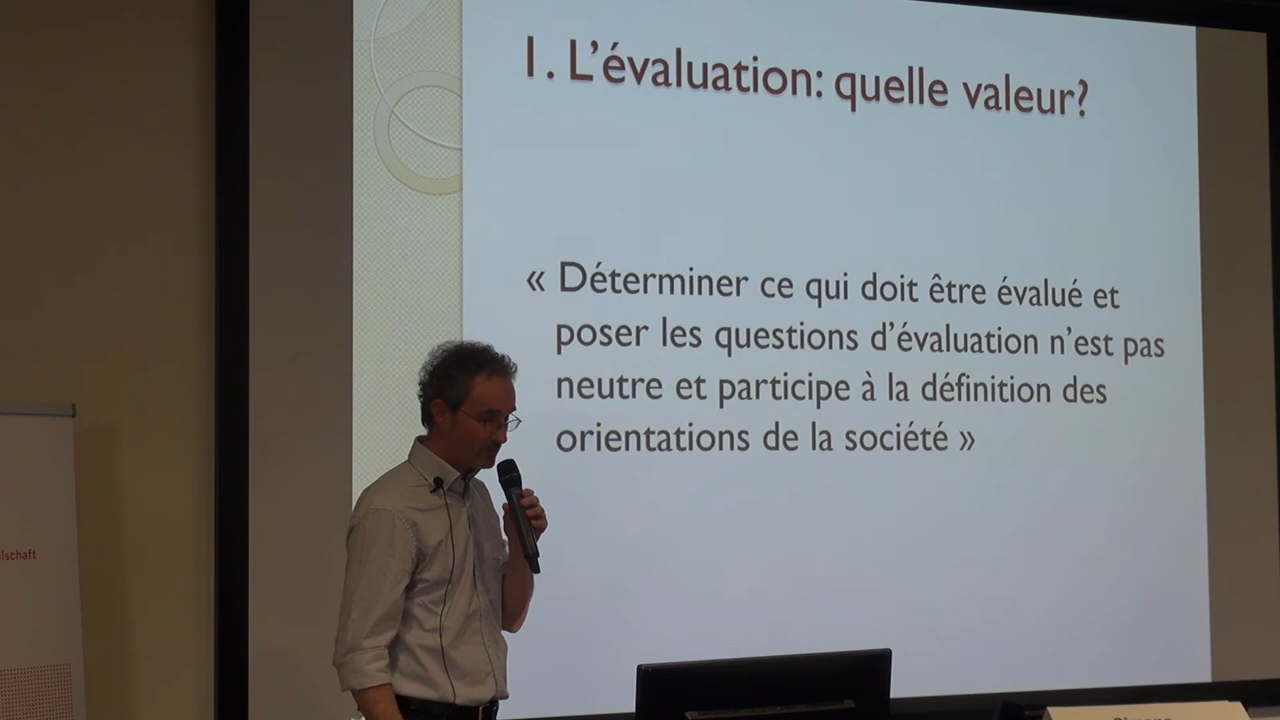 1. L'évaluation: quelle valeur?
« Déterminer ce qui doit être évalué et
poser les questions d'évaluation n'est pas
neutre et participe à la définition des
orientations de la société »
llschaft